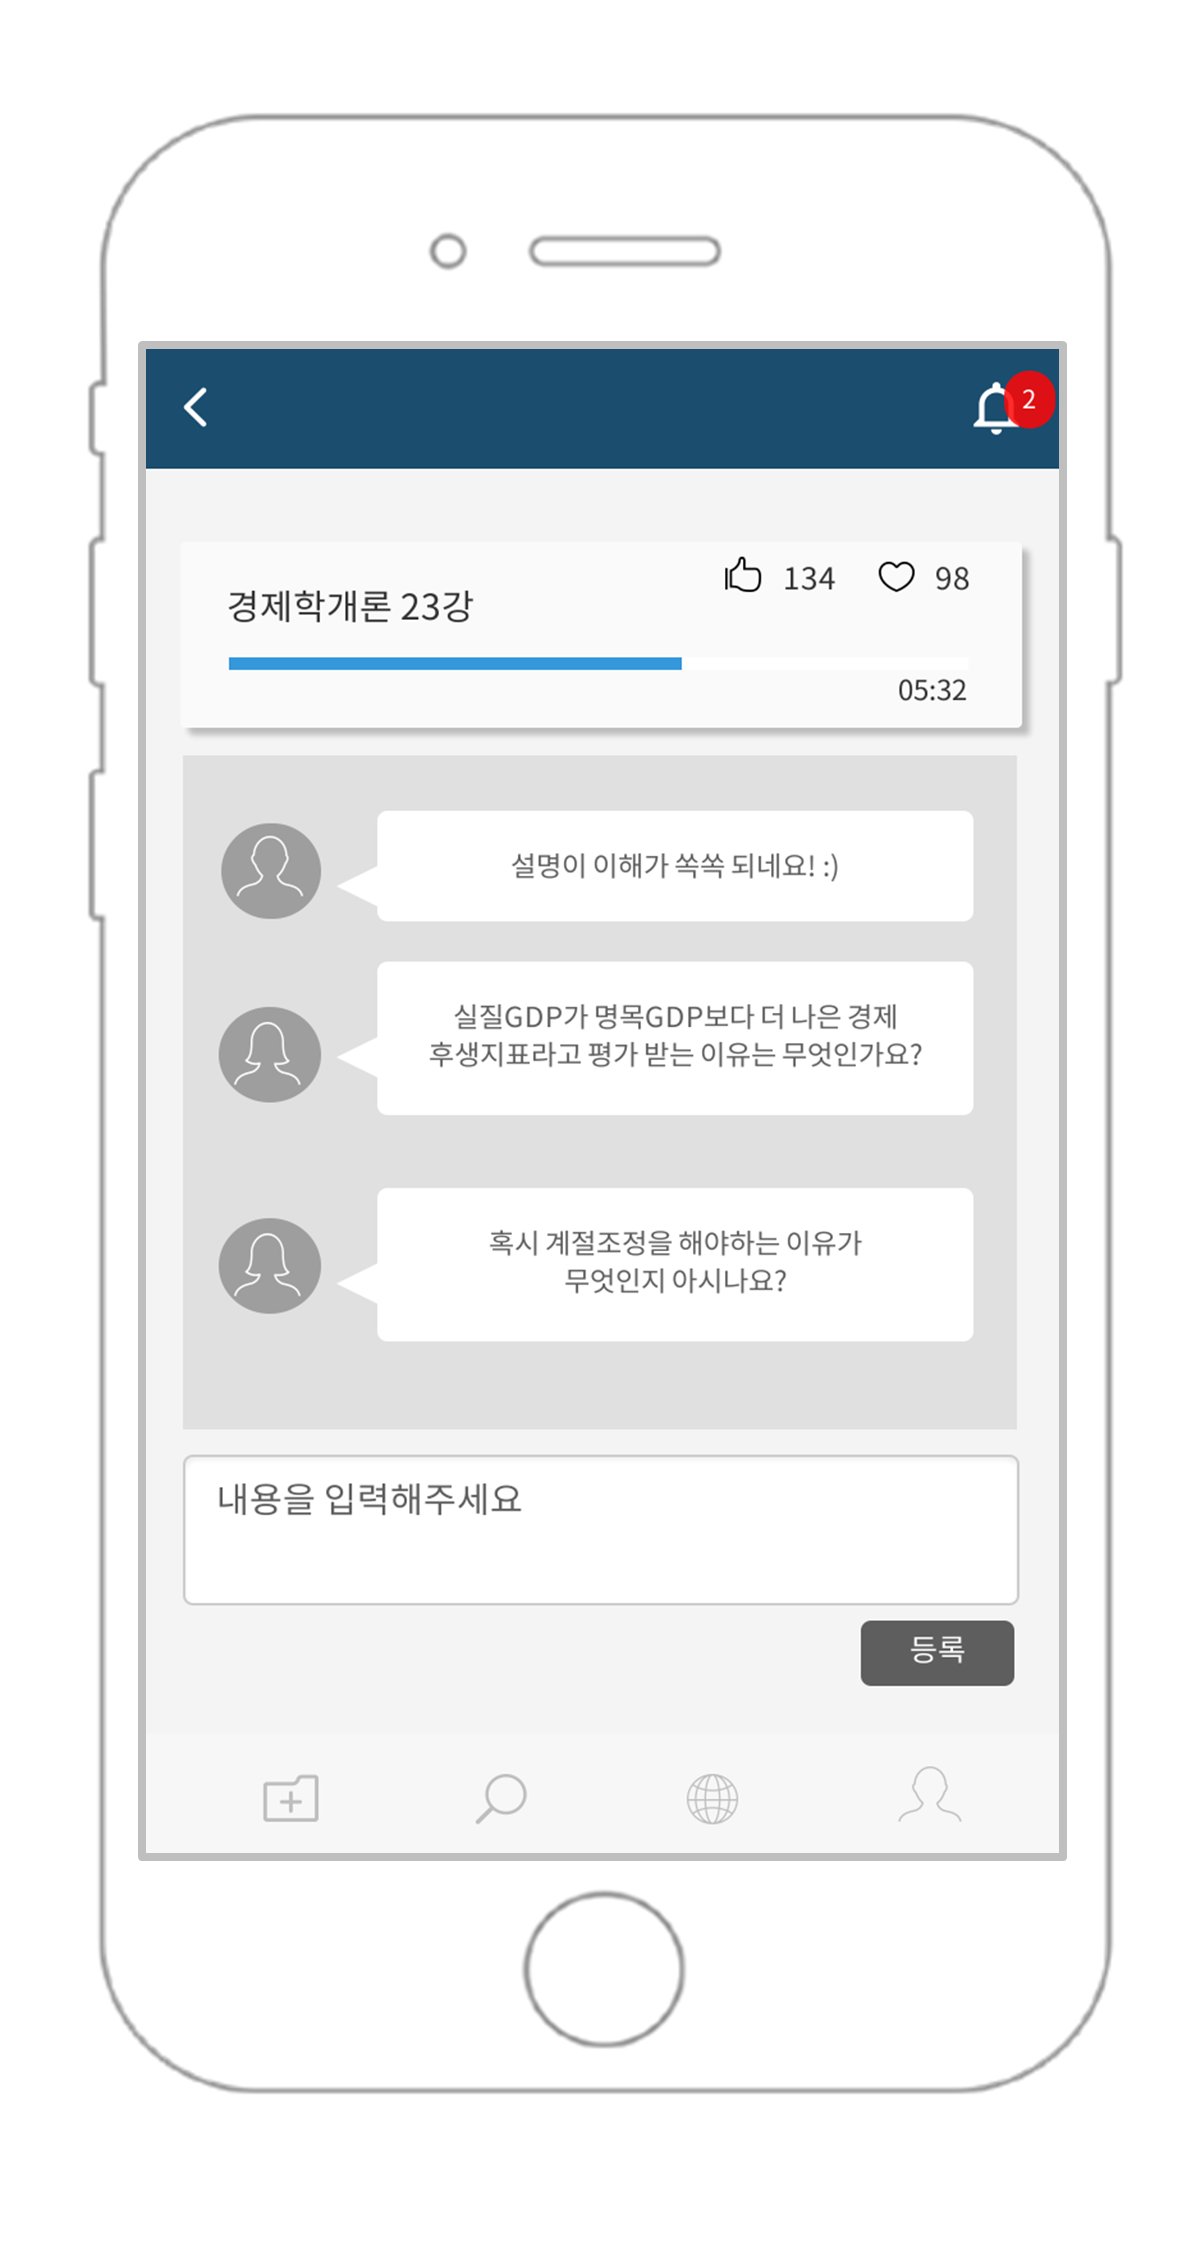 2
134
98
경제학개론 23강
05:32
설명이 이해가 쏙쏙 되네요! :)
실질GDP가 명목GDP보다 더 나은 경제
후생지표라고 평가 받는 이유는 무엇인가요?
혹시 계절조정을 해야하는 이유가
무엇인지 아시나요?
내용을 입력해주세요
등록